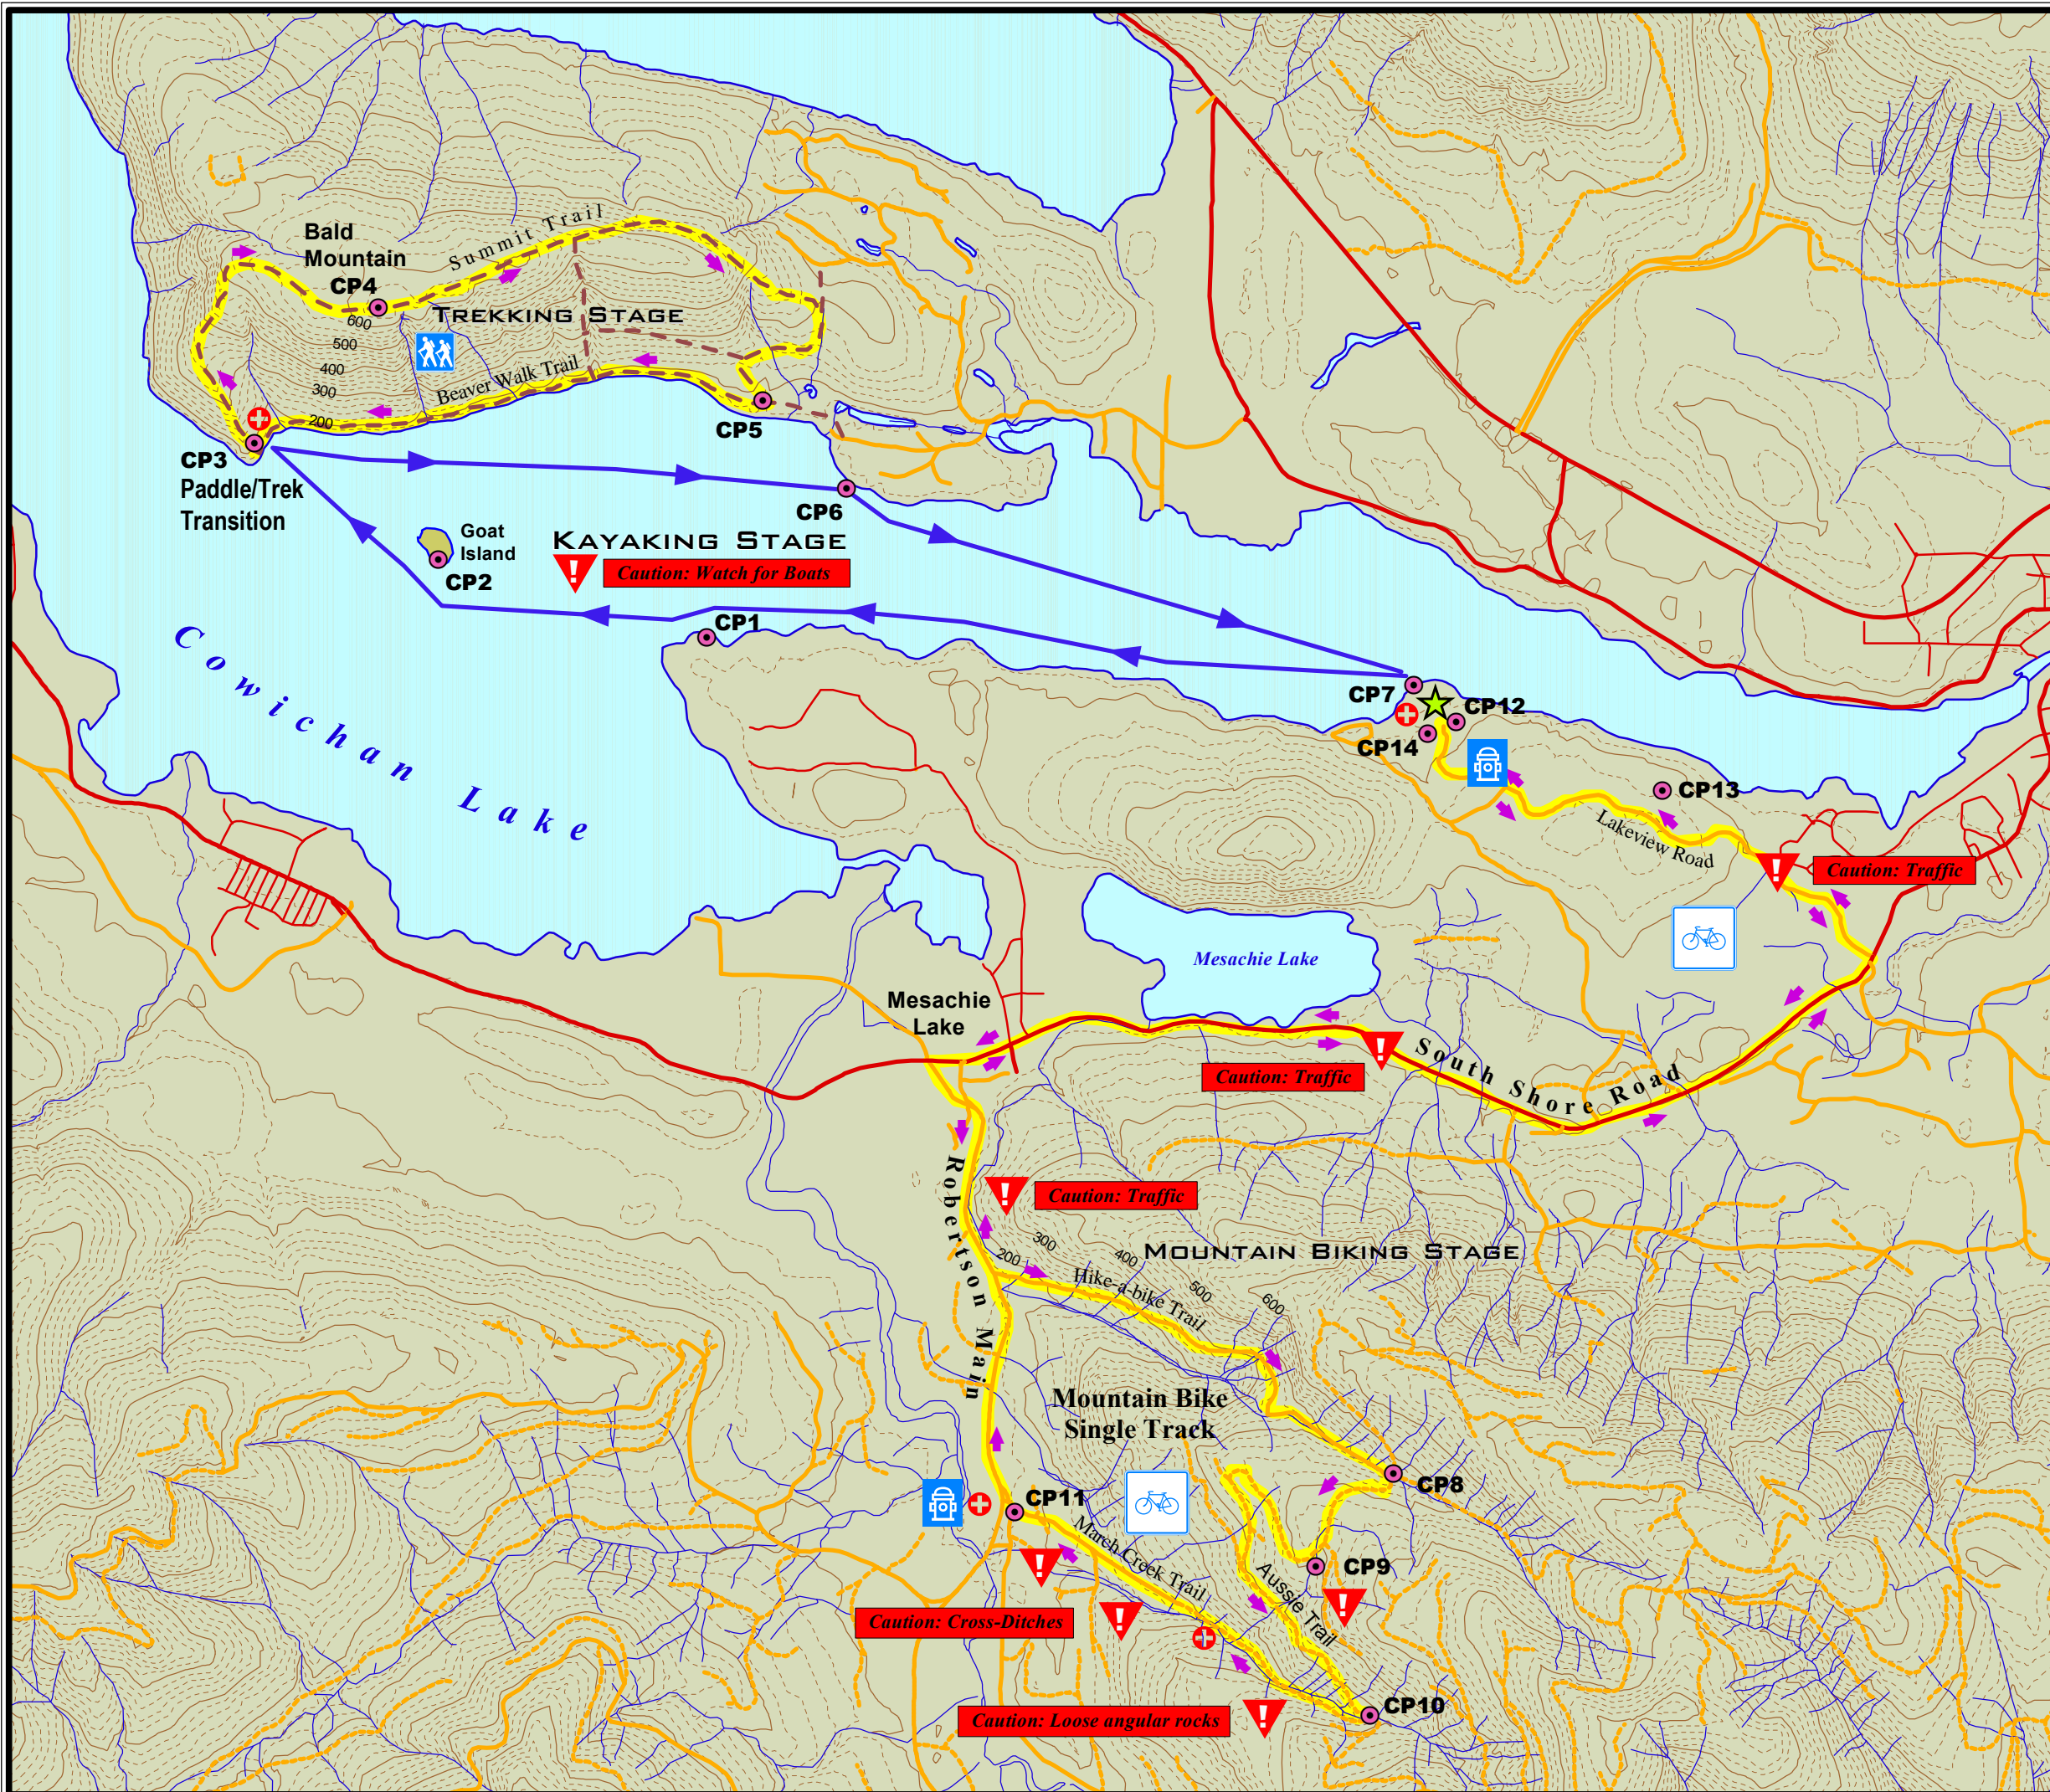 Summit Trail
Bald
Mountain
CP4
TREKKING STAGE
600
500
400
300
200
Beaver Walk Trail
CP5
CP3
Paddle/Trek
Transition
CP6
Goat
Island
CP2
KAYAKING STAGE
!
Caution: Watch for Boats
CP1
Cowichan Lake
CP7
CP12
CP14
CP13
Lakeview Road
!
Caution: Traffic
Mesachie Lake
Mesachie
Lake
!
Caution: Traffic
South Shore Road
Robertson Main
!
Caution: Traffic
MOUNTAIN BIKING STAGE
200
300
400
500
600
Hike-a-bike Trail
Mountain Bike
Single Track
CP8
CP11
March Creek Trail
CP9
!
Aussie Trail
!
Caution: Cross-Ditches
!
CP10
Caution: Loose angular rocks
!